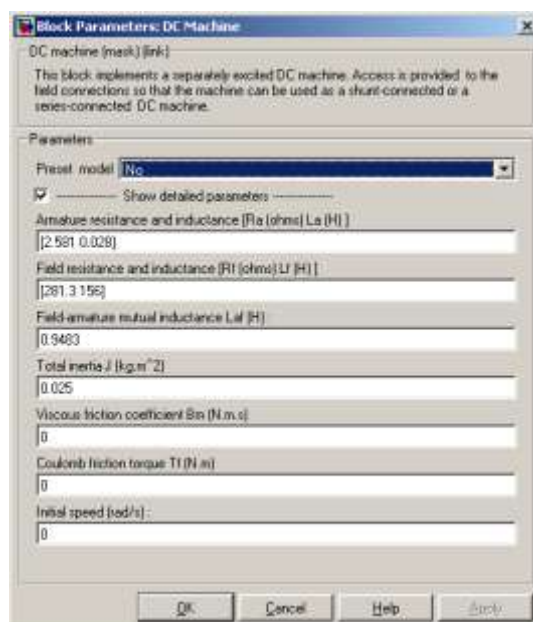 Block Parameters: DC Machine
DC machine (mask) (link)
This block implements a separately excited DC machine. Access is provided to the
field connections so that the machine can be used as a shunt-connected or a
series-connected DC machine.
Parameters
Preset model No
------------- Show detailed parameters -------------
Armature resistance and inductance [Ra (ohms) La (H) ]
[2.581 0.028]
Field resistance and inductance [Rf (ohms) Lf (H) ]
[281.3 156]
Field-armature mutual inductance Laf (H)
0.9483
Total inertia J (kg.m^2)
0.025
Viscous friction coefficient Bm (N.m.s)
0
Coulomb friction torque Tf (N.m)
0
Initial speed (rad/s) :
0
OK Cancel Help Apply